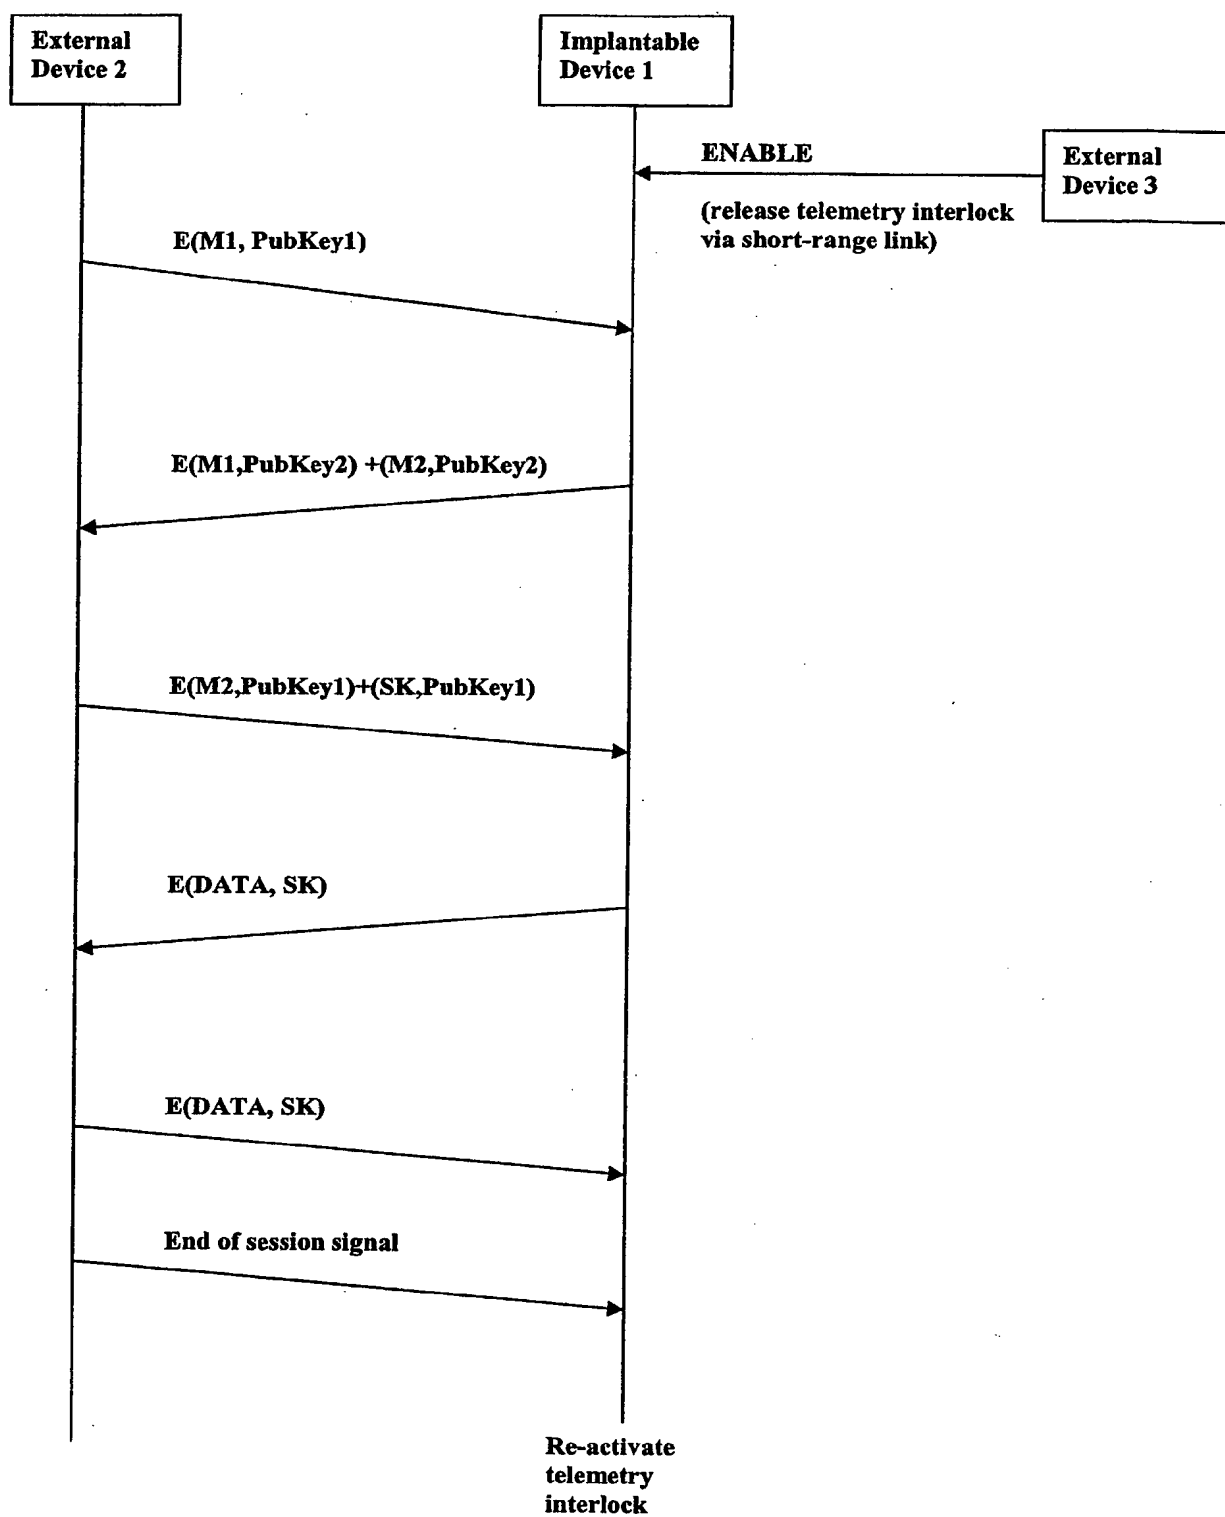 External
Device 2
Implantable
Device 1
ENABLE
External
Device 3
(release telemetry interlock
via short-range link)
E(M1, PubKey1)
E(M1,PubKey2) +(M2,PubKey2)
E(M2,PubKey1)+(SK,PubKey1)
E(DATA, SK)
E(DATA, SK)
End of session signal
Re-activate
telemetry
interlock